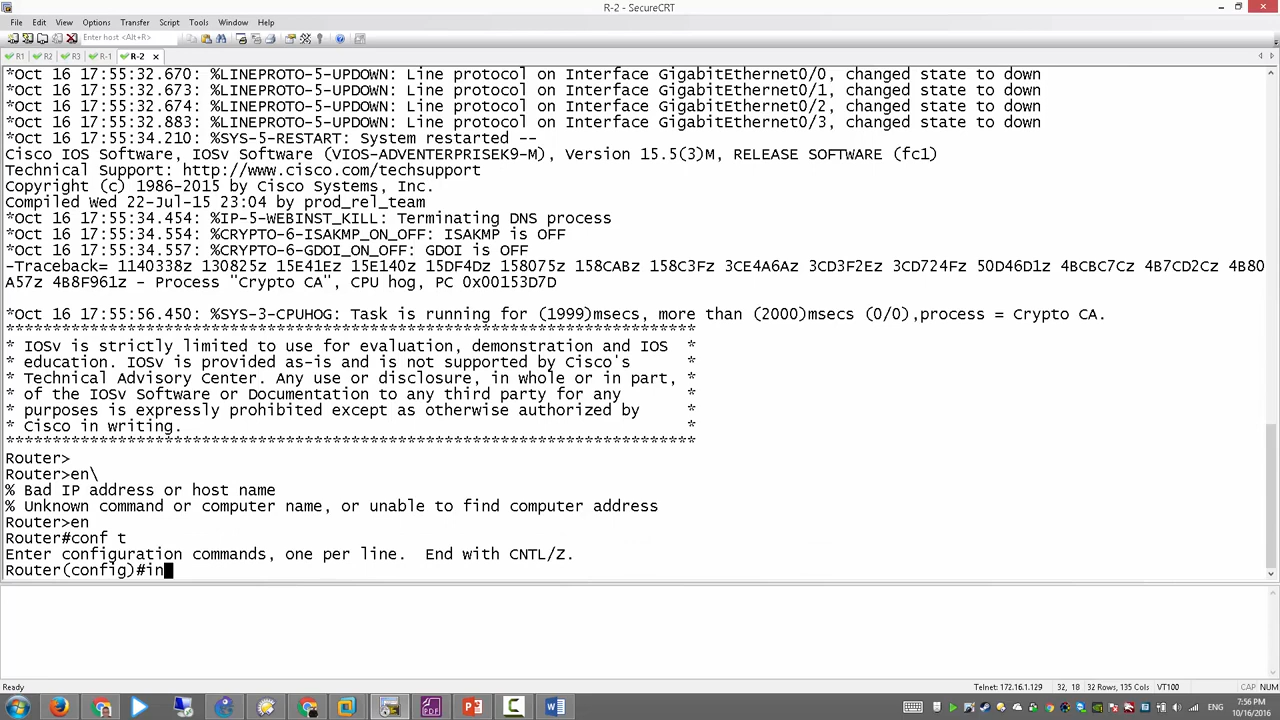 R-2 - SecureCRT
File Edit View Options Transfer Script Tools Window Help
Enter host <Alt+R>
R1 R2 R3 R-1 R-2
*Oct 16 17:55:32.670: %LINEPROTO-5-UPDOWN: Line protocol on Interface GigabitEthernet0/0, changed state to down
*Oct 16 17:55:32.673: %LINEPROTO-5-UPDOWN: Line protocol on Interface GigabitEthernet0/1, changed state to down
*Oct 16 17:55:32.674: %LINEPROTO-5-UPDOWN: Line protocol on Interface GigabitEthernet0/2, changed state to down
*Oct 16 17:55:32.883: %LINEPROTO-5-UPDOWN: Line protocol on Interface GigabitEthernet0/3, changed state to down
*Oct 16 17:55:34.210: %SYS-5-RESTART: System restarted --
Cisco IOS Software, IOSv Software (VIOS-ADVENTERPRISEK9-M), Version 15.5(3)M, RELEASE SOFTWARE (fc1)
Technical Support: http://www.cisco.com/techsupport
Copyright (c) 1986-2015 by Cisco Systems, Inc.
Compiled Wed 22-Jul-15 23:04 by prod_rel_team
*Oct 16 17:55:34.454: %IP-5-WEBINST_KILL: Terminating DNS process
*Oct 16 17:55:34.554: %CRYPTO-6-ISAKMP_ON_OFF: ISAKMP is OFF
*Oct 16 17:55:34.557: %CRYPTO-6-GDOI_ON_OFF: GDOI is OFF
-Traceback= 1140338z 130825z 15E41Ez 15E140z 15DF4Dz 158075z 158CABz 158C3Fz 3CE4A6Az 3CD3F2Ez 3CD724Fz 50D46D1z 4BCBC7Cz 4B7CD2Cz 4B80
A57z 4B8F961z - Process "Crypto CA", CPU hog, PC 0x00153D7D
*Oct 16 17:55:56.450: %SYS-3-CPUHOG: Task is running for (1999)msecs, more than (2000)msecs (0/0),process = Crypto CA.
**************************************************************************
* IOSv is strictly limited to use for evaluation, demonstration and IOS  *
* education. IOSv is provided as-is and is not supported by Cisco's      *
* Technical Advisory Center. Any use or disclosure, in whole or in part, *
* of the IOSv Software or Documentation to any third party for any       *
* purposes is expressly prohibited except as otherwise authorized by     *
* Cisco in writing.                                                      *
**************************************************************************
Router>
Router>en\
% Bad IP address or host name
% Unknown command or computer name, or unable to find computer address
Router>en
Router#conf t
Enter configuration commands, one per line.  End with CNTL/Z.
Router(config)#in
Ready Telnet: 172.16.1.129 32, 18 32 Rows, 135 Cols VT100 CAP NUM
7:56 PM
10/16/2016